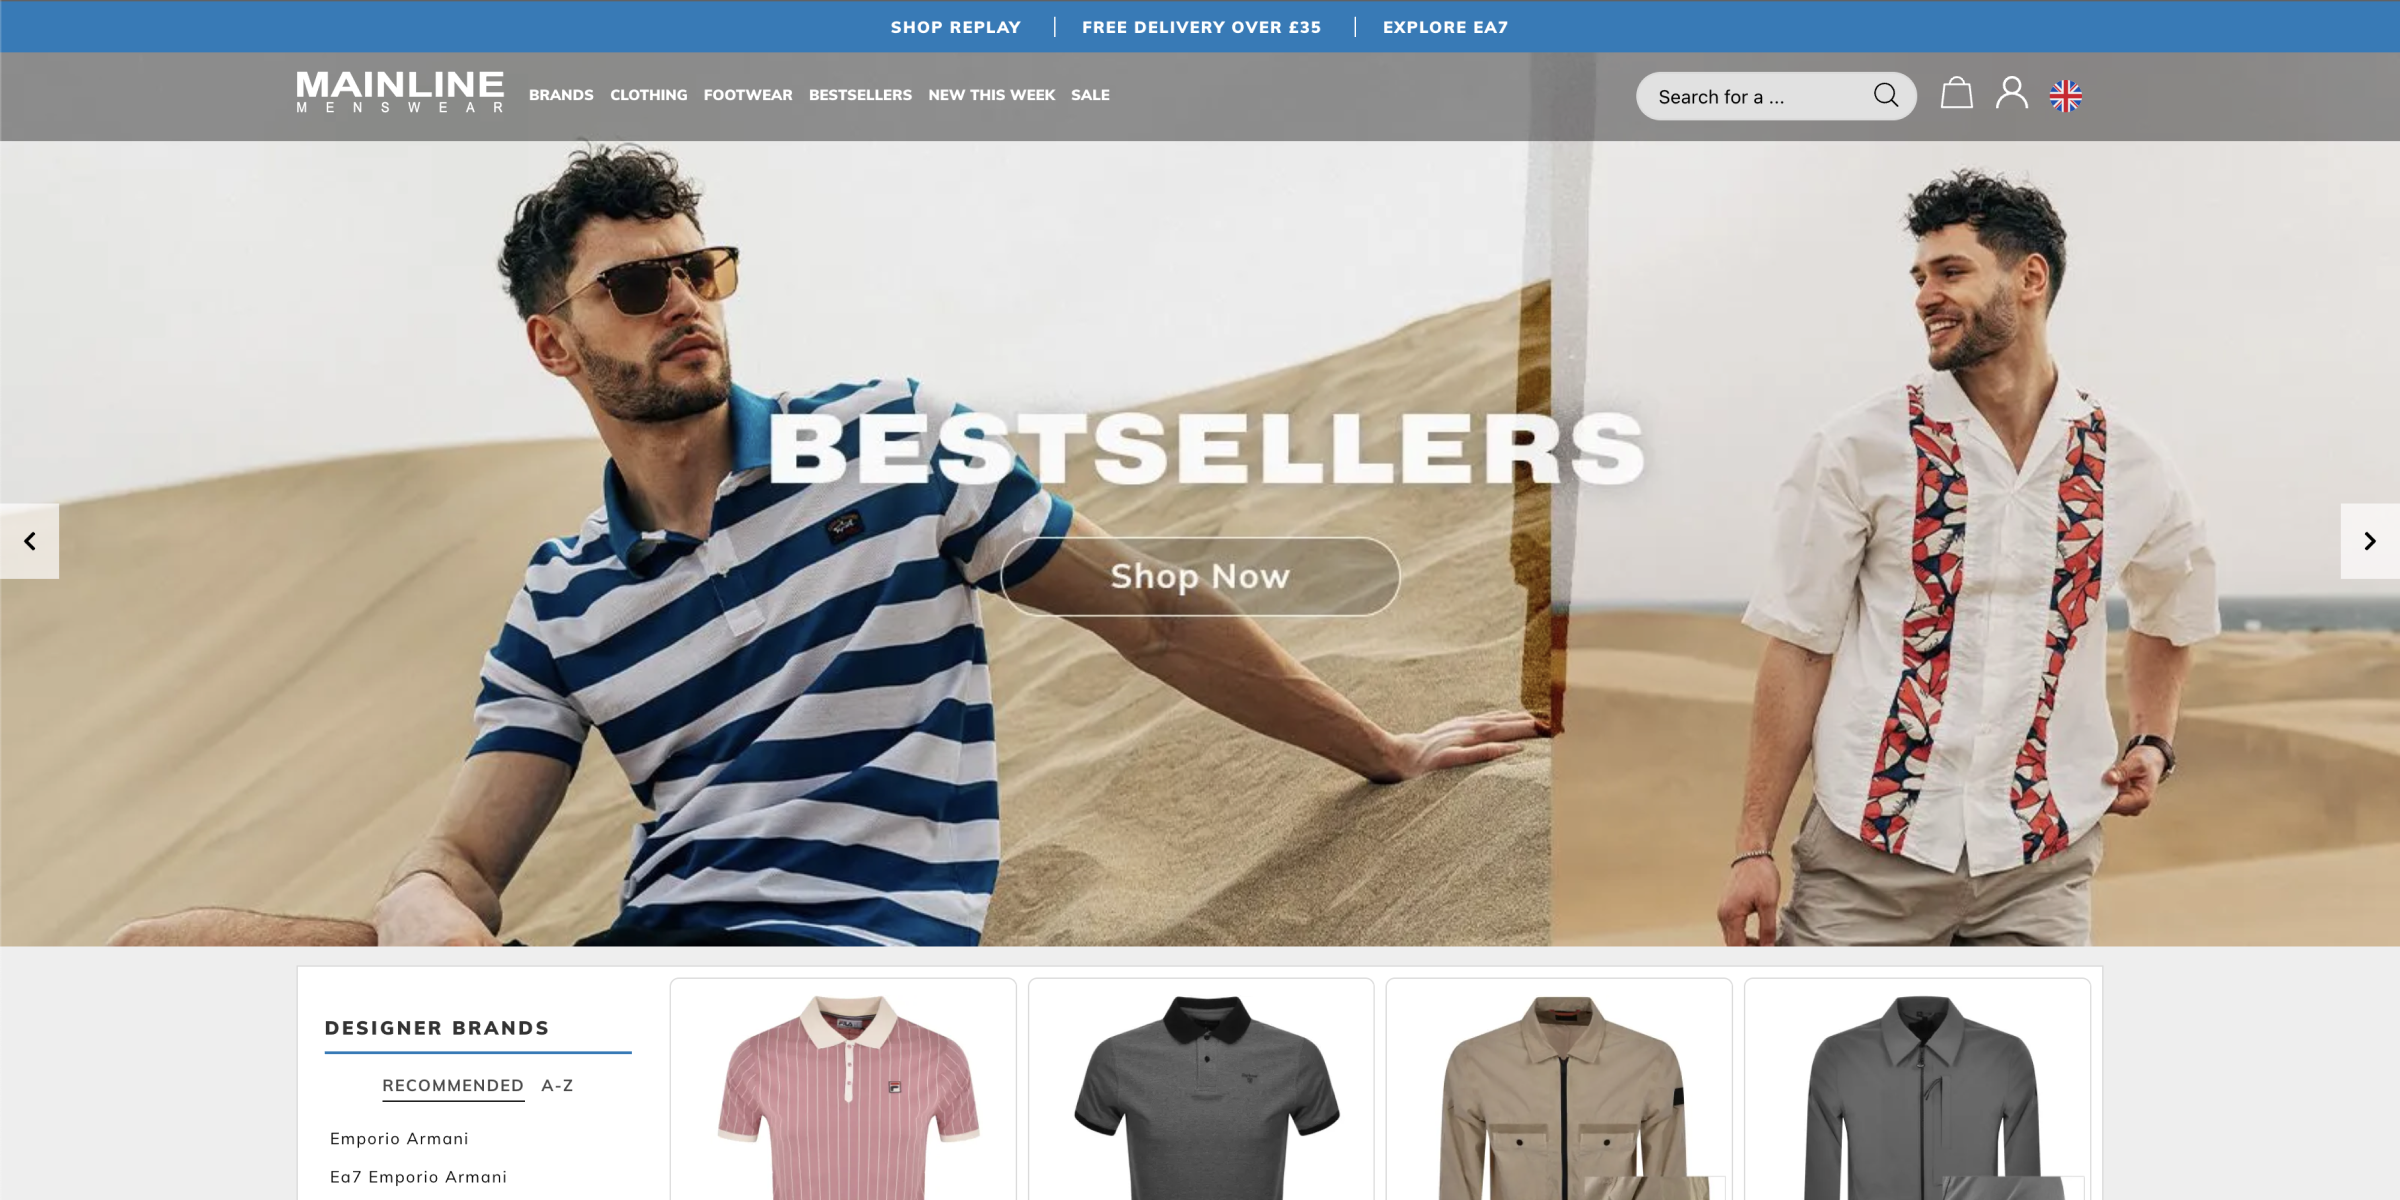 SHOP REPLAY
FREE DELIVERY OVER £35
EXPLORE EA7
MAINLINE
MENSWEAR
BRANDS CLOTHING FOOTWEAR BESTSELLERS NEW THIS WEEK SALE
Search for a ...
BESTSELLERS
Shop Now
DESIGNER BRANDS
RECOMMENDED A-Z
Emporio Armani
Ea7 Emporio Armani
FILA